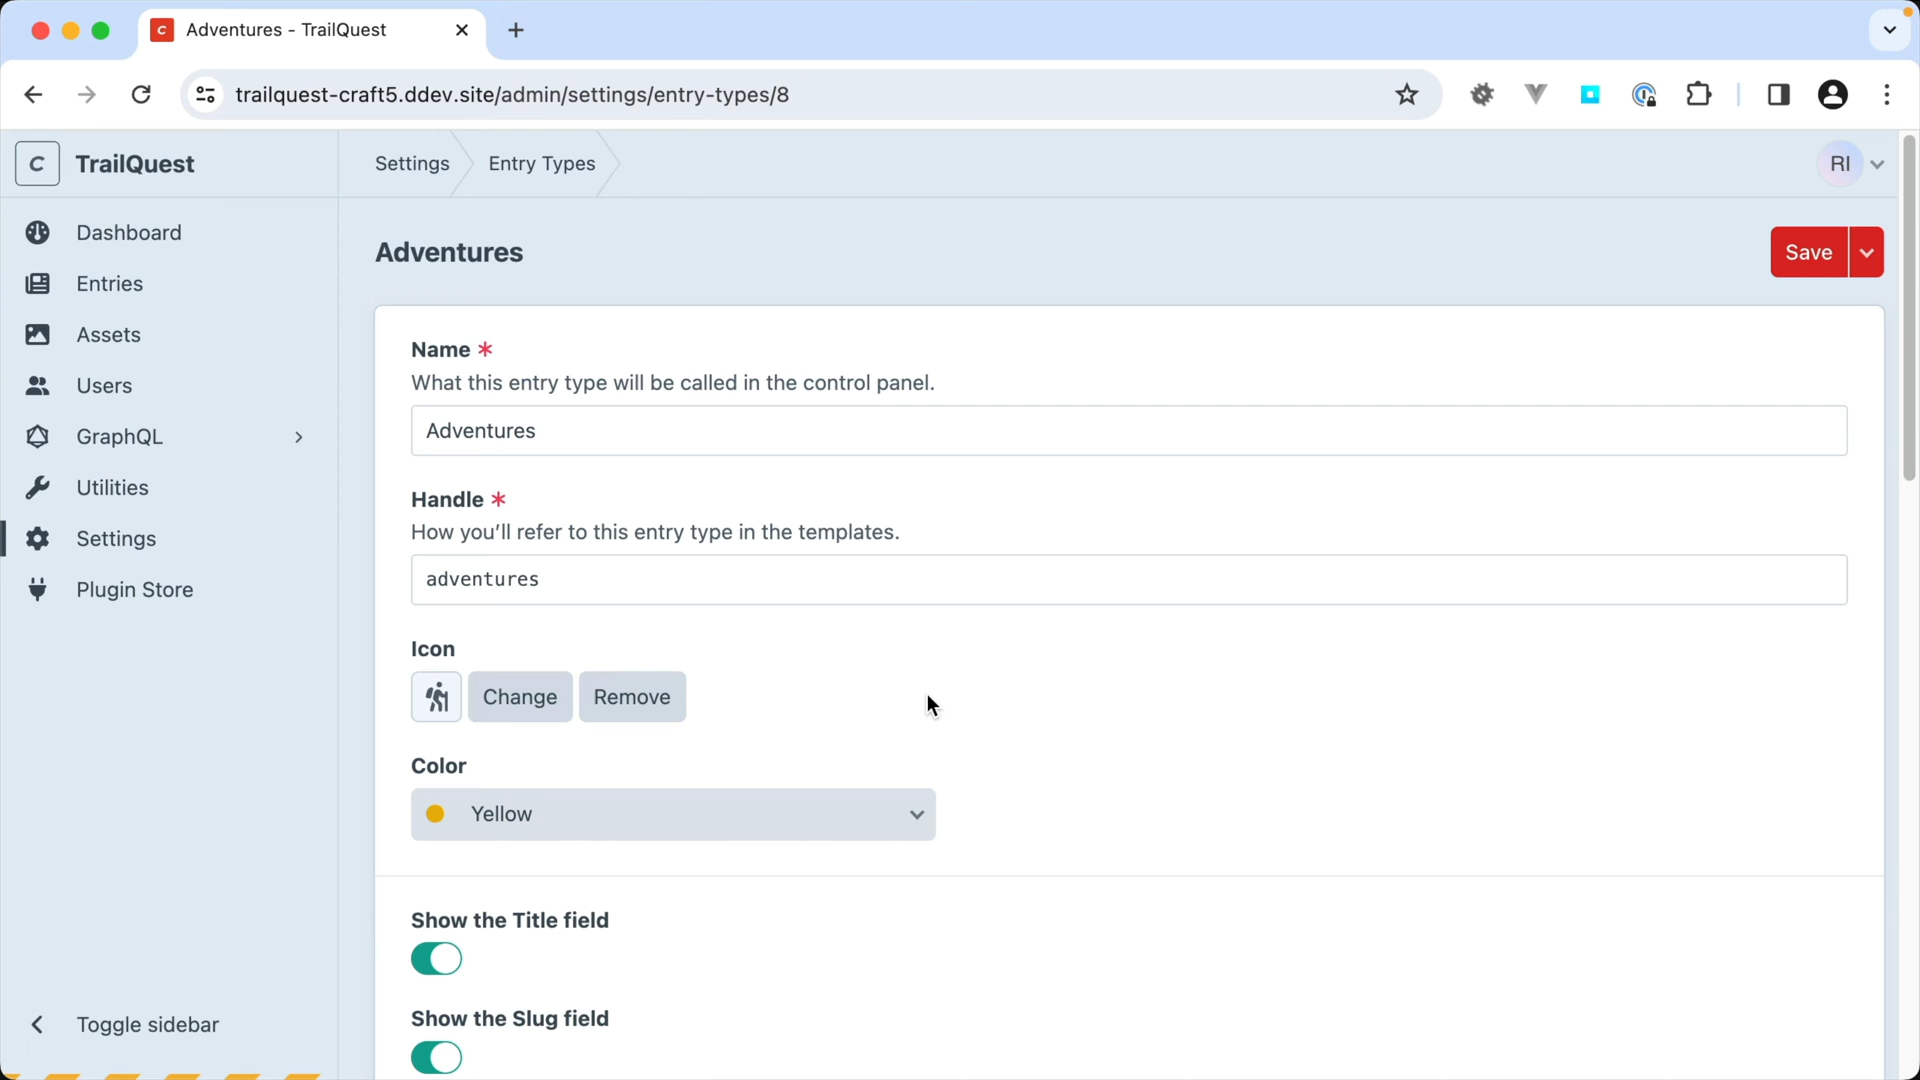 C
Adventures - TrailQuest
trailquest-craft5.ddev.site/admin/settings/entry-types/8
C
TrailQuest
Settings
Entry Types
RI
Dashboard
Entries
Assets
Users
GraphQL
Utilities
Settings
Plugin Store
Toggle sidebar
Adventures
Save
Name *
What this entry type will be called in the control panel.
Adventures
Handle *
How you’ll refer to this entry type in the templates.
adventures
Icon
Change
Remove
Color
Yellow
Show the Title field
Show the Slug field